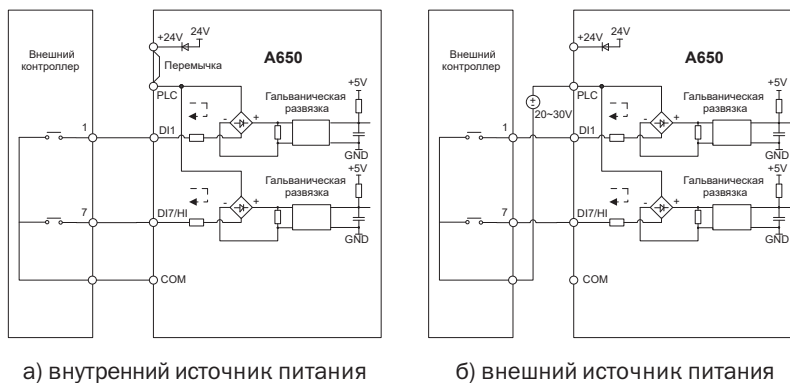 Внешний
контроллер
+24V
24V
A650
Перемычка
PLC
Гальваническая
развязка
+5V
1
DI1
-
+
GND
+5V
Гальваническая
развязка
7
DI7/HI
-
+
GND
COM
а) внутренний источник питания
Внешний
контроллер
+24V
24V
A650
PLC
20~30V
Гальваническая
развязка
+5V
1
DI1
-
+
GND
+5V
Гальваническая
развязка
7
DI7/HI
-
+
GND
COM
б) внешний источник питания